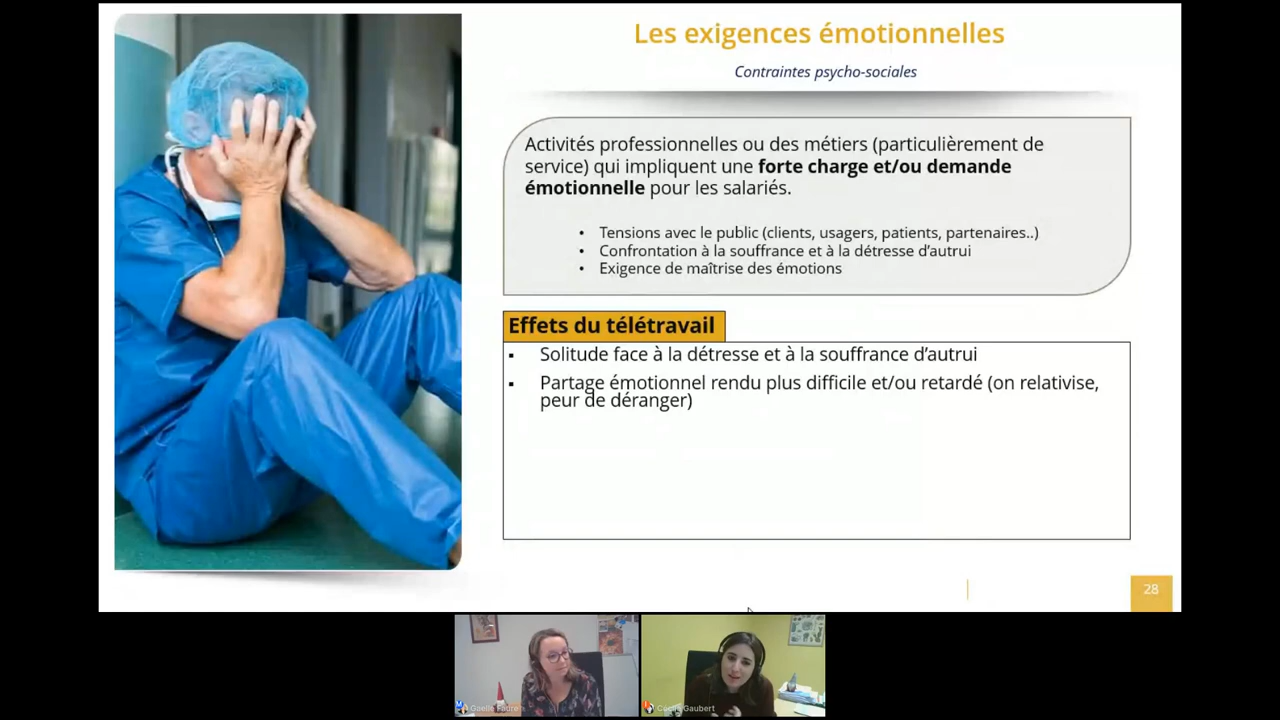 Les exigences émotionnelles
Contraintes psycho-sociales
Activités professionnelles ou des métiers (particulièrement de
service) qui impliquent une forte charge et/ou demande
émotionnelle pour les salariés.
• Tensions avec le public (clients, usagers, patients, partenaires..)
• Confrontation à la souffrance et à la détresse d'autrui
• Exigence de maîtrise des émotions
Effets du télétravail
▪ Solitude face à la détresse et à la souffrance d'autrui
▪ Partage émotionnel rendu plus difficile et/ou retardé (on relativise,
peur de déranger)
28
Gaelle Fabre
Gaubert